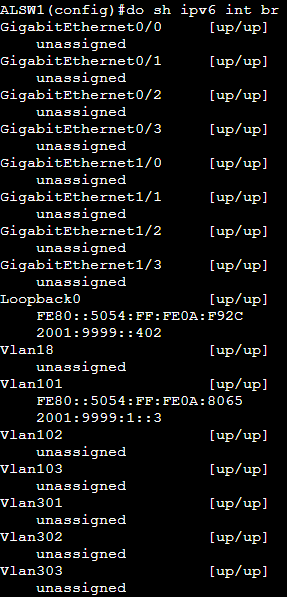 ALSW1(config)#do sh ipv6 int br
GigabitEthernet0/0     [up/up]
    unassigned
GigabitEthernet0/1     [up/up]
    unassigned
GigabitEthernet0/2     [up/up]
    unassigned
GigabitEthernet0/3     [up/up]
    unassigned
GigabitEthernet1/0     [up/up]
    unassigned
GigabitEthernet1/1     [up/up]
    unassigned
GigabitEthernet1/2     [up/up]
    unassigned
GigabitEthernet1/3     [up/up]
    unassigned
Loopback0              [up/up]
    FE80::5054:FF:FE0A:F92C
    2001:9999::402
Vlan18                 [up/up]
    unassigned
Vlan101                [up/up]
    FE80::5054:FF:FE0A:8065
    2001:9999:1::3
Vlan102                [up/up]
    unassigned
Vlan103                [up/up]
    unassigned
Vlan301                [up/up]
    unassigned
Vlan302                [up/up]
    unassigned
Vlan303                [up/up]
    unassigned